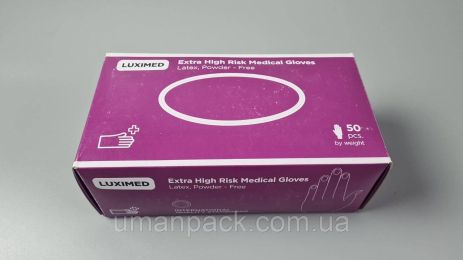 LUXIMED
Extra High Risk Medical Gloves
Latex, Powder - Free
50
pcs.
by weight
LUXIMED
Extra High Risk Medical Gloves
Latex, Powder - Free
INTERNATIONAL
umanpack.com.ua